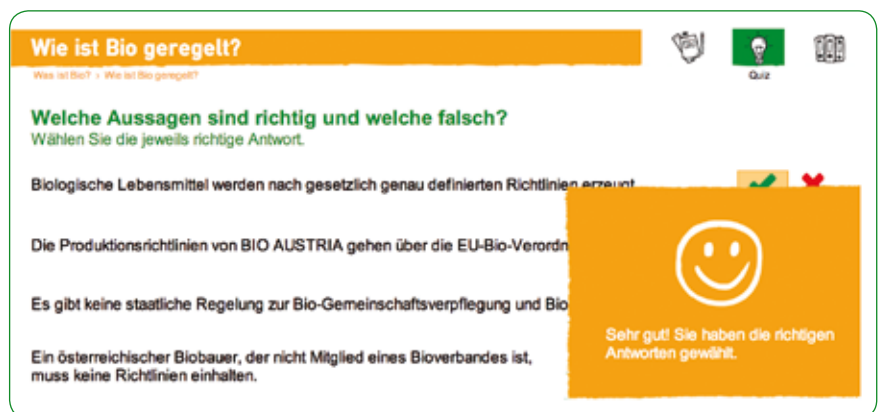 Wie ist Bio geregelt?
Quiz
Was ist Bio? › Wie ist Bio geregelt?
Welche Aussagen sind richtig und welche falsch?
Wählen Sie die jeweils richtige Antwort.
Biologische Lebensmittel werden nach gesetzlich genau definierten Richtlinien erzeugt
Die Produktionsrichtlinien von BIO AUSTRIA gehen über die EU-Bio-Verordn
Es gibt keine staatliche Regelung zur Bio-Gemeinschaftsverpflegung und Bio
Ein österreichischer Biobauer, der nicht Mitglied eines Bioverbandes ist,
muss keine Richtlinien einhalten.
Sehr gut! Sie haben die richtigen
Antworten gewählt.